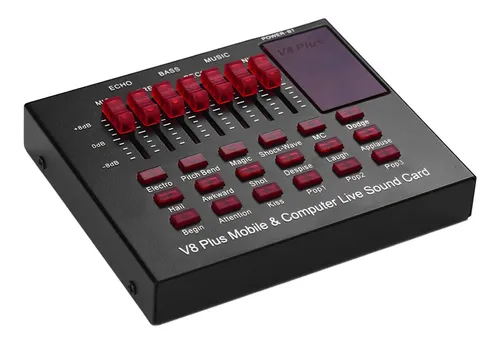 POWER-BT
V8 Plus
ECHO BASS MUSIC
+8dB
0dB
-8dB
Electro Pitch Bend Magic Shock-Wave MC Dodge
Hail Awkward Shot Despise Laugh Applause
Begin Attention Kiss Pop1 Pop2 Pop3
V8 Plus Mobile & Computer Live Sound Card